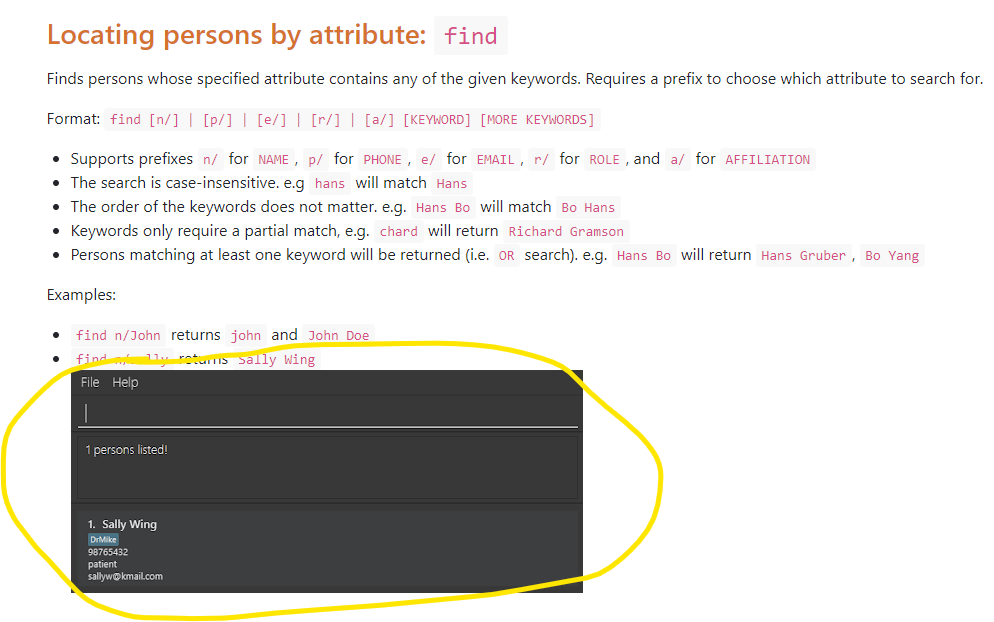 Locating persons by attribute: find
Finds persons whose specified attribute contains any of the given keywords. Requires a prefix to choose which attribute to search for.
Format: find [n/] | [p/] | [e/] | [r/] | [a/] [KEYWORD] [MORE KEYWORDS]
• Supports prefixes n/ for NAME, p/ for PHONE, e/ for EMAIL, r/ for ROLE, and a/ for AFFILIATION
• The search is case-insensitive. e.g hans will match Hans
• The order of the keywords does not matter. e.g. Hans Bo will match Bo Hans
• Keywords only require a partial match, e.g. chard will return Richard Gramson
• Persons matching at least one keyword will be returned (i.e. OR search). e.g. Hans Bo will return Hans Gruber, Bo Yang
Examples:
• find n/John returns john and John Doe
• find n/sally returns Sally Wing
File Help
1 persons listed!
1. Sally Wing
DrMike
98765432
patient
sallyw@kmail.com